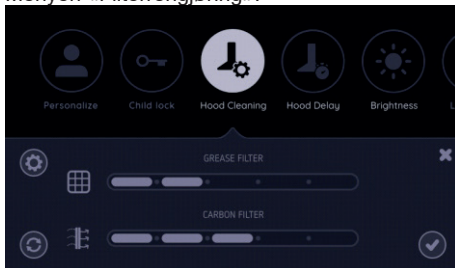 Personalize
Child lock
Hood Cleaning
Hood Delay
Brightness
GREASE FILTER
CARBON FILTER